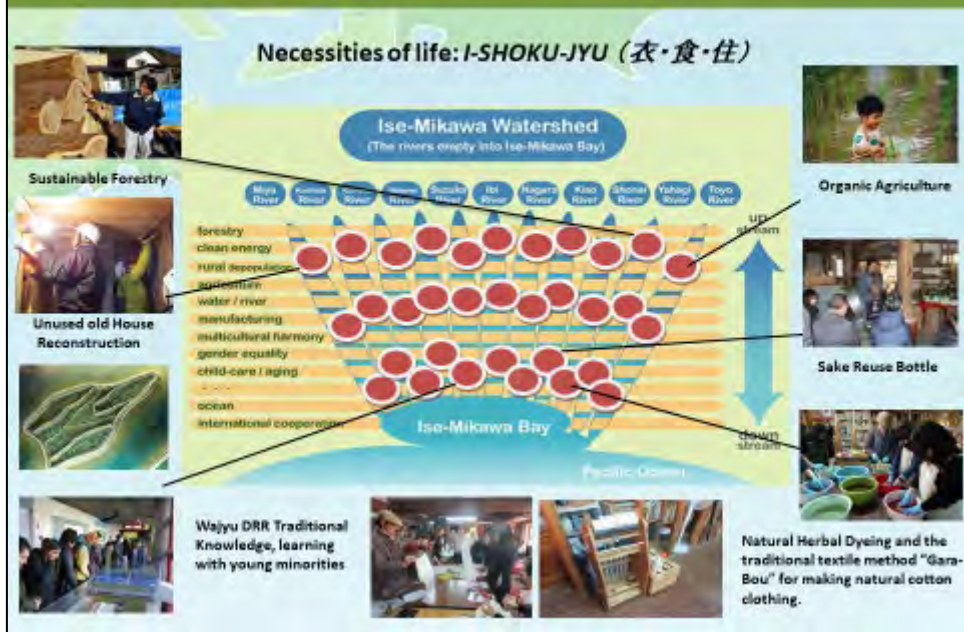 Necessities of life: I-SHOKU-JYU (衣・食・住)
Ise-Mikawa Watershed
(The rivers empty into Ise-Mikawa Bay)
Miya River
Suzuka River
Ibi River
Nagara River
Kiso River
Shonai River
Yahagi River
Toyo River
Sustainable Forestry
Organic Agriculture
up
stream
forestry
clean energy
rural depopulation
agriculture
water / river
manufacturing
multicultural harmony
gender equality
child-care / aging
ocean
international cooperation
Unused old House
Reconstruction
Sake Reuse Bottle
Ise-Mikawa Bay
down
stream
Pacific Ocean
Wajyu DRR Traditional
Knowledge, learning
with young minorities
Natural Herbal Dyeing and the
traditional textile method "Gara-
Bou" for making natural cotton
clothing.